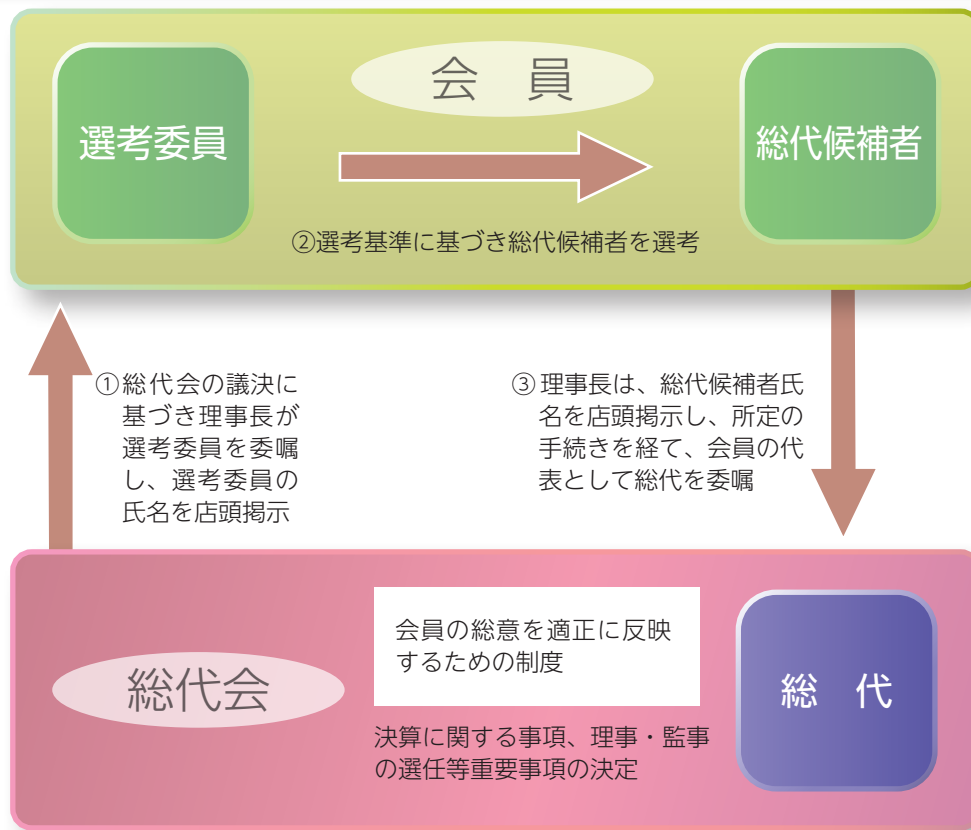 会　員
選考委員
総代候補者
②選考基準に基づき総代候補者を選考
①総代会の議決に
基づき理事長が
選考委員を委嘱
し、選考委員の
氏名を店頭掲示
③理事長は、総代候補者氏
名を店頭掲示し、所定の
手続きを経て、会員の代
表として総代を委嘱
総代会
会員の総意を適正に反映
するための制度
決算に関する事項、理事・監事
の選任等重要事項の決定
総　代